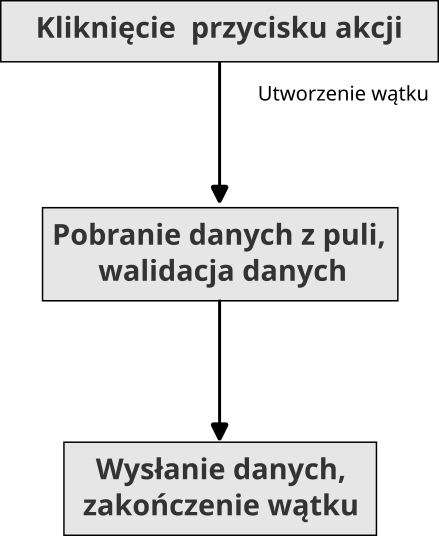 Kliknięcie przycisku akcji
Utworzenie wątku
Pobranie danych z puli,
walidacja danych
Wysłanie danych,
zakończenie wątku